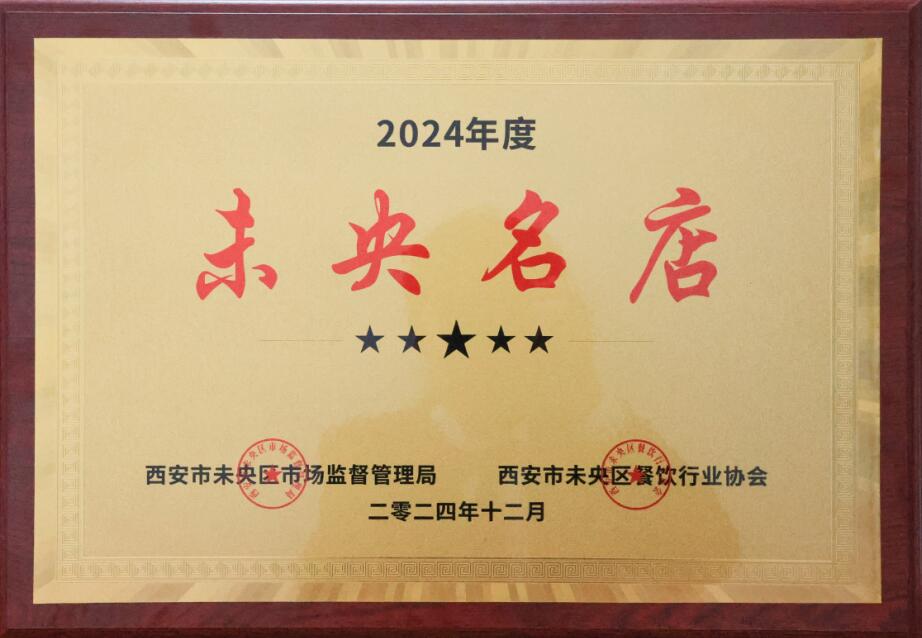 2024年度
未央名店
★★★★★
西安市未央区市场监督管理局 西安市未央区餐饮行业协会
二零二四年十二月